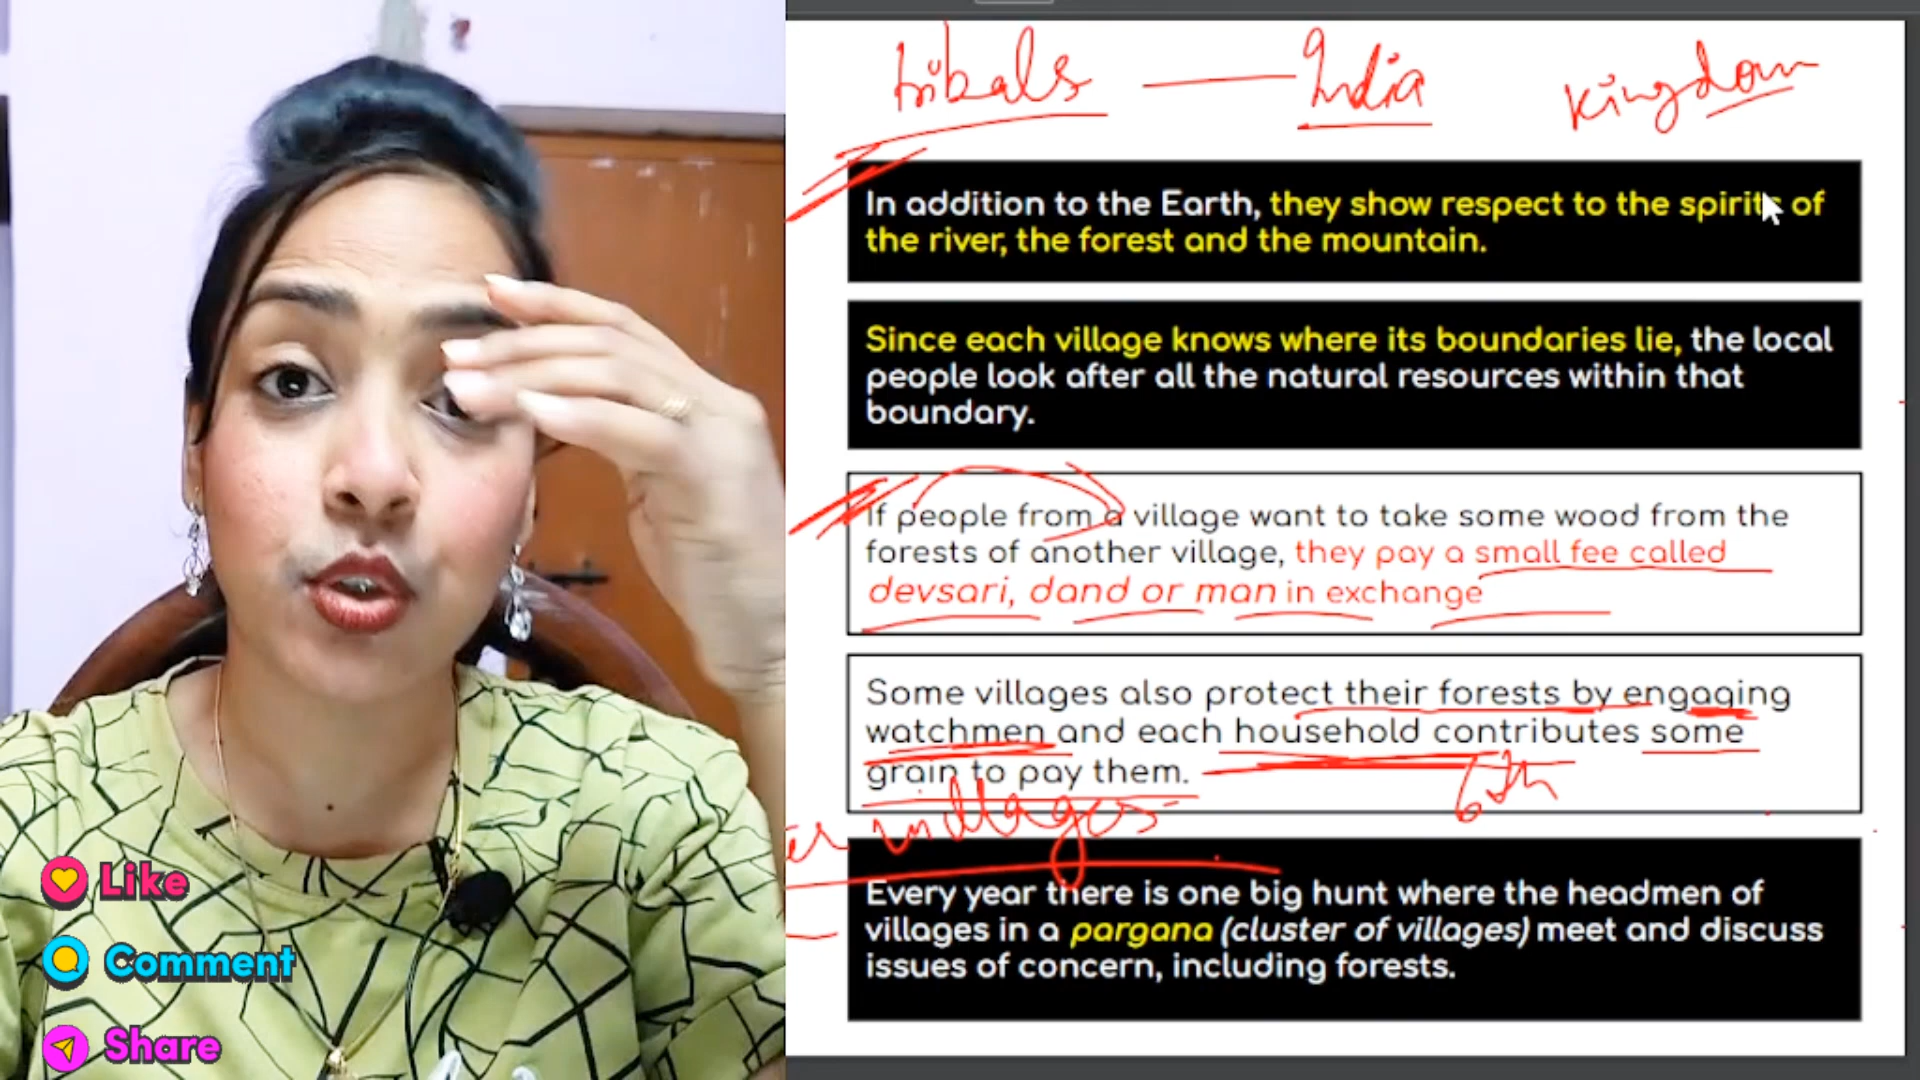 tribals — India kingdom
In addition to the Earth, they show respect to the spirits of
the river, the forest and the mountain.
Since each village knows where its boundaries lie, the local
people look after all the natural resources within that
boundary.
If people from a village want to take some wood from the
forests of another village, they pay a small fee called
devsari, dand or man in exchange
Some villages also protect their forests by engaging
watchmen and each household contributes some
grain to pay them.
6th
villages
Every year there is one big hunt where the headmen of
villages in a pargana (cluster of villages) meet and discuss
issues of concern, including forests.
Like
Comment
Share